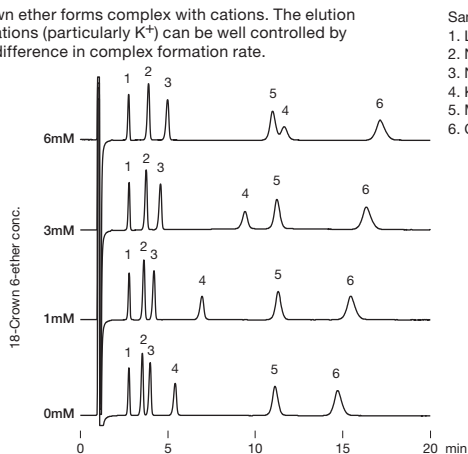 ether forms complex with cations. The elution
(particularly K+) can be well controlled by
difference in complex formation rate.
1. L
2. N
3. N
4. K
5. M
6. C
18-Crown 6-ether conc.
6mM
1 2 3 5 4 6
3mM
1 2 3 4 5 6
1mM
1 2 3 4 5 6
0mM
1 2 3 4 5 6
0 5 10 15 20 min